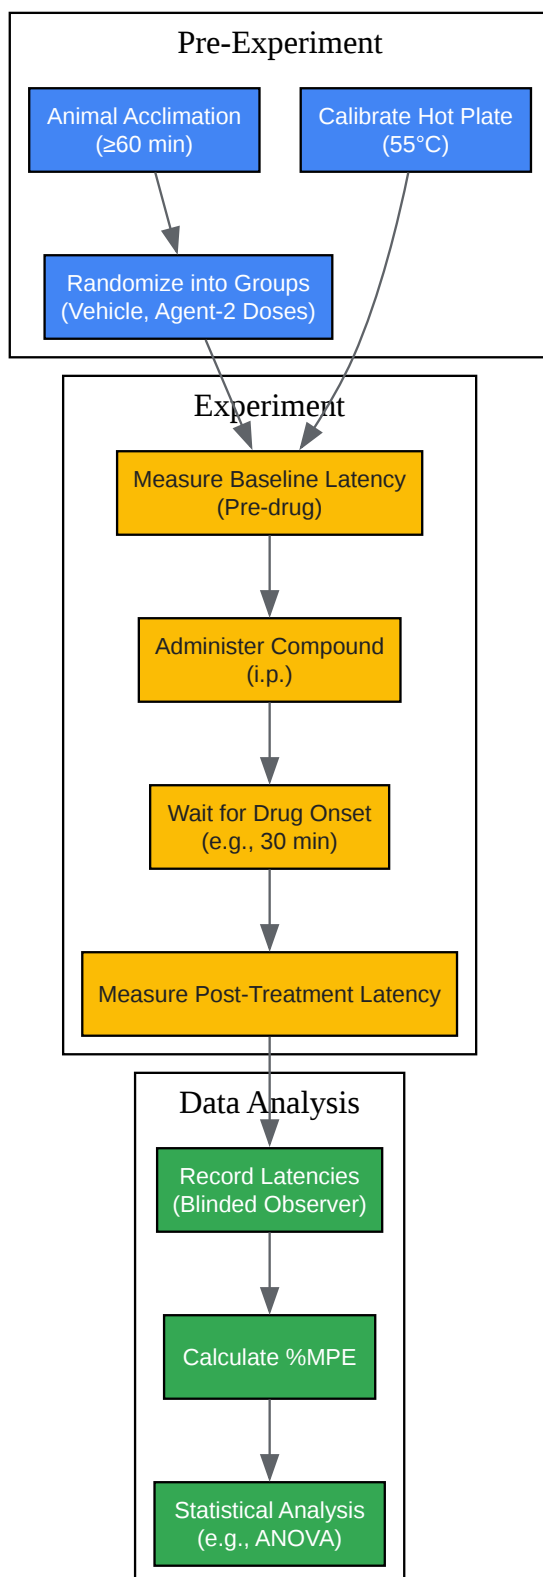 Pre-Experiment
Animal Acclimation
(≥60 min)
Calibrate Hot Plate
(55°C)
Randomize into Groups
(Vehicle, Agent-2 Doses)
Experiment
Measure Baseline Latency
(Pre-drug)
Administer Compound
(i.p.)
Wait for Drug Onset
(e.g., 30 min)
Measure Post-Treatment Latency
Data Analysis
Record Latencies
(Blinded Observer)
Calculate %MPE
Statistical Analysis
(e.g., ANOVA)